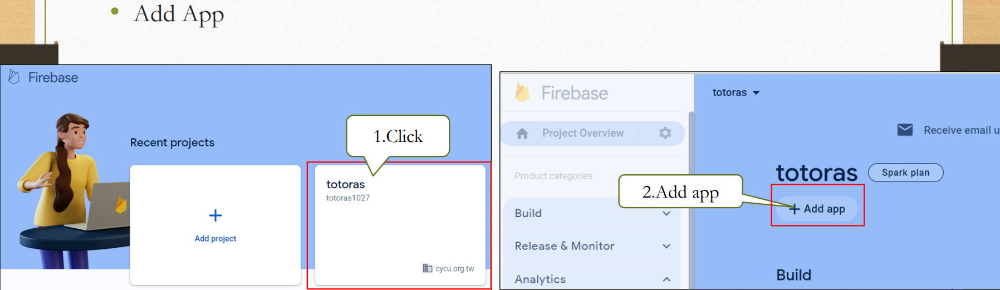 Add App
Firebase
Recent projects
1.Click
Add project
totoras
totoras1027
cycu.org.tw
Firebase
Project Overview
Product categories
Build
Release & Monitor
Analytics
totoras
Receive email u
totoras
Spark plan
2.Add app
Add app
Build